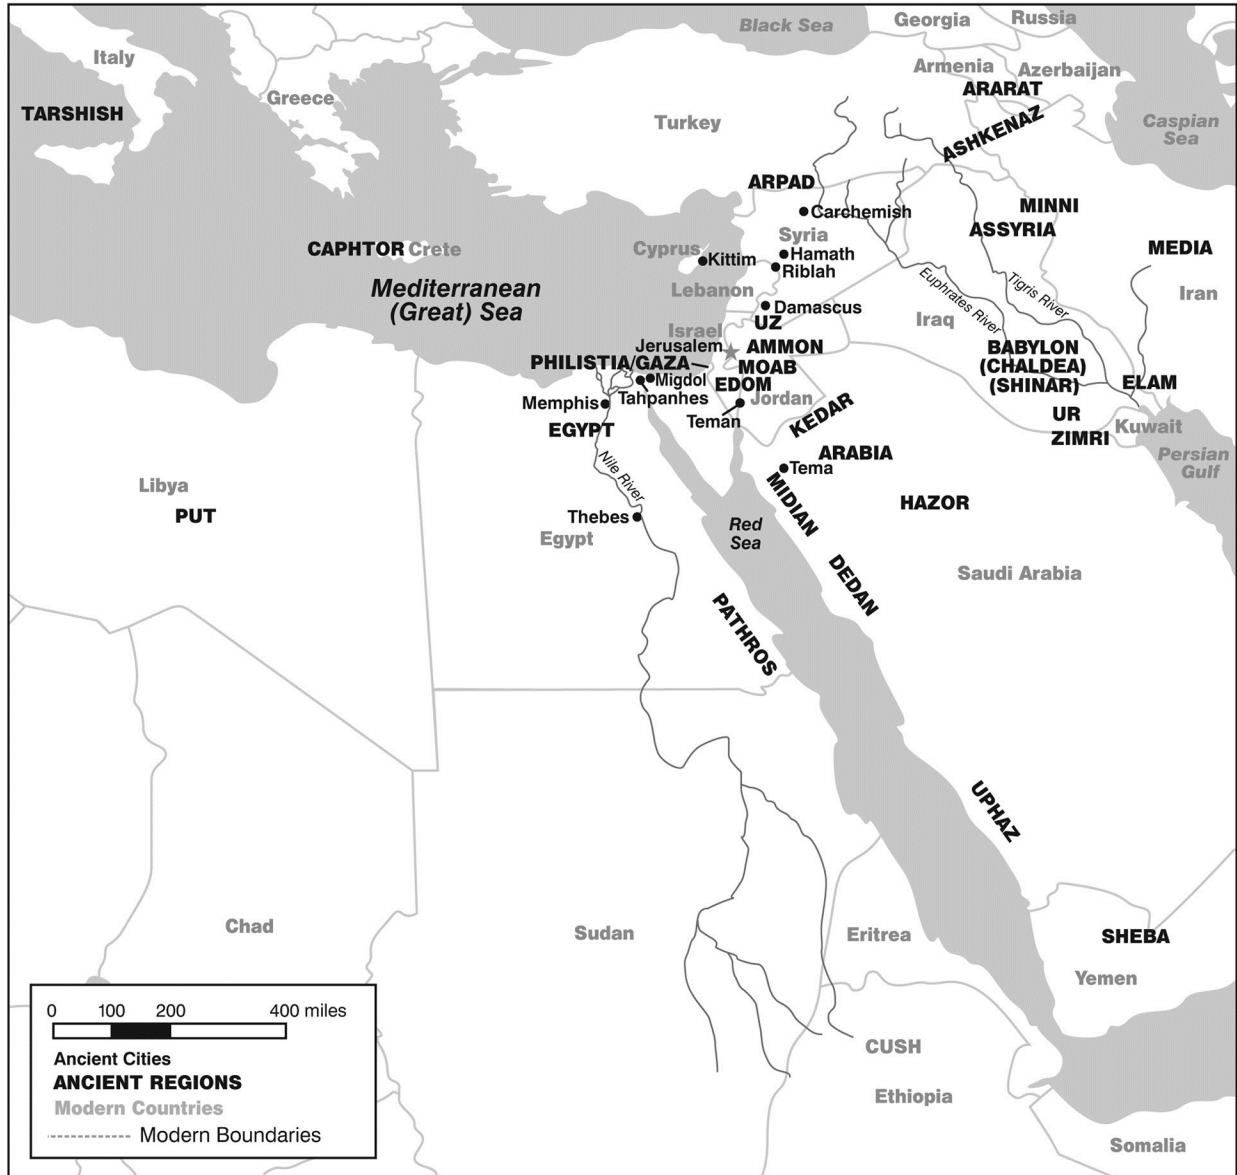 Black Sea
Georgia
Russia
Italy
Greece
Armenia
Azerbaijan
ARARAT
TARSHISH
Turkey
ASHKENAZ
Caspian
Sea
ARPAD
Carchemish
MINNI
ASSYRIA
Syria
MEDIA
CAPHTOR
Crete
Cyprus
Kittim
Hamath
Riblah
Mediterranean
(Great) Sea
Lebanon
Euphrates River
Tigris River
Iran
Damascus
UZ
Iraq
Israel
Jerusalem
AMMON
BABYLON
(CHALDEA)
(SHINAR)
PHILISTIA/GAZA
MOAB
Migdol
EDOM
ELAM
Tahpanhes
Jordan
Memphis
Teman
KEDAR
UR
Kuwait
EGYPT
ZIMRI
ARABIA
Persian
Gulf
Nile River
Tema
Libya
PUT
MIDIAN
HAZOR
Thebes
Red
Sea
Egypt
Saudi Arabia
DEDAN
PATHROS
UPHAZ
Chad
Sudan
Eritrea
SHEBA
Yemen
0 100 200 400 miles
Ancient Cities
ANCIENT REGIONS
Modern Countries
Modern Boundaries
CUSH
Ethiopia
Somalia